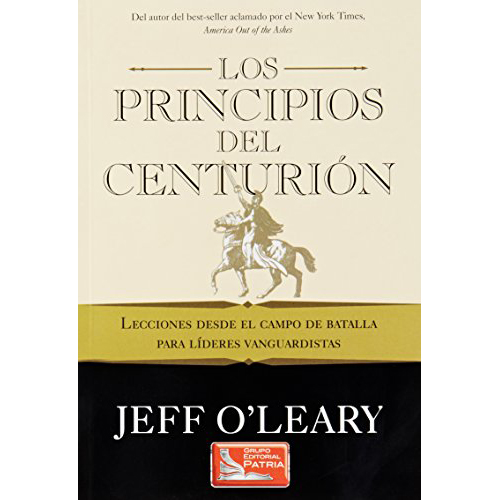 Del autor del best-seller aclamado por el New York Times,
America Out of the Ashes
LOS
PRINCIPIOS
DEL
CENTURIÓN
LECCIONES DESDE EL CAMPO DE BATALLA
PARA LÍDERES VANGUARDISTAS
JEFF O'LEARY
GRUPO
EDITORIAL
PATRIA